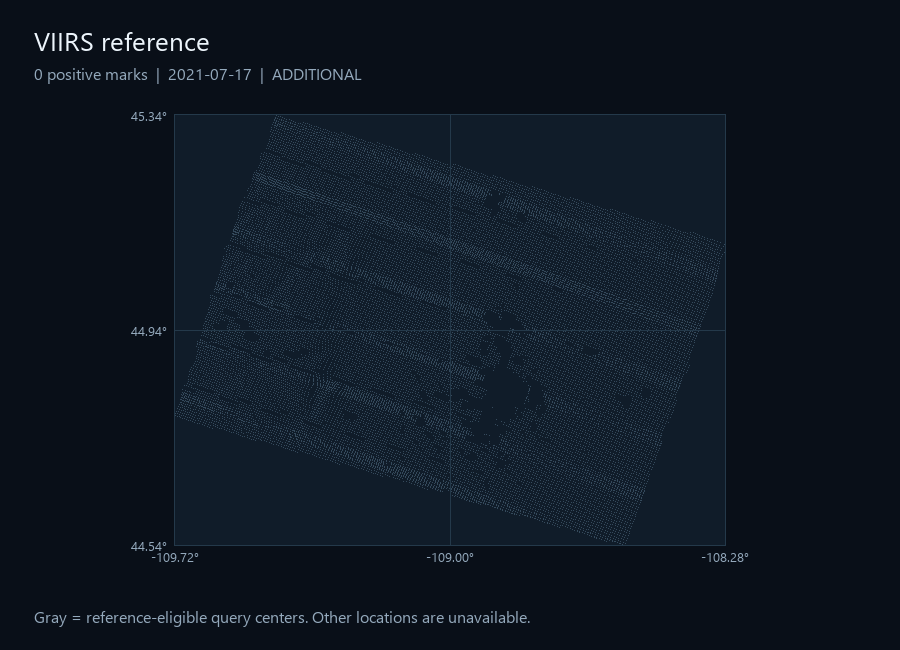 VIIRS reference
0 positive marks | 2021-07-17 | ADDITIONAL
45.34°
44.94°
44.54°
-109.72°
-109.00°
-108.28°
Gray = reference-eligible query centers. Other locations are unavailable.